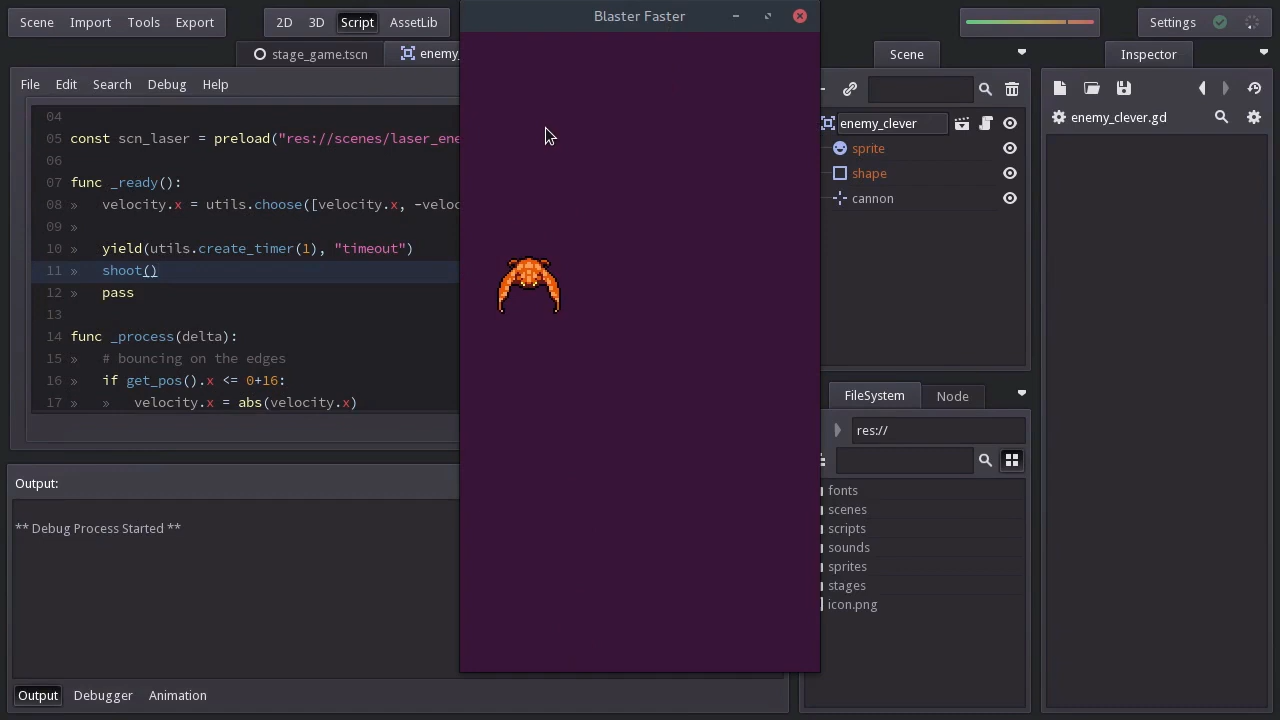 Scene Import Tools Export
2D 3D Script AssetLib
Blaster Faster
Settings
stage_game.tscn
enemy_
Scene
Inspector
File Edit Search Debug Help
04
05 const scn_laser = preload("res://scenes/laser_ene
06
07 func _ready():
08 » velocity.x = utils.choose([velocity.x, -veloc
09 »
10 » yield(utils.create_timer(1), "timeout")
11 » shoot()
12 » pass
13
14 func _process(delta):
15 » # bouncing on the edges
16 » if get_pos().x <= 0+16:
17 » » velocity.x = abs(velocity.x)
enemy_clever
sprite
shape
cannon
enemy_clever.gd
FileSystem Node
res://
fonts
scenes
scripts
sounds
sprites
stages
icon.png
Output:
** Debug Process Started **
Output Debugger Animation